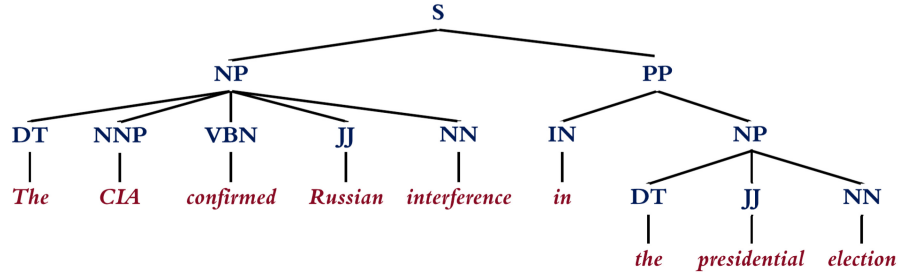 S
NP PP
DT NNP VBN JJ NN IN NP
The CIA confirmed Russian interference in DT JJ NN
the presidential election